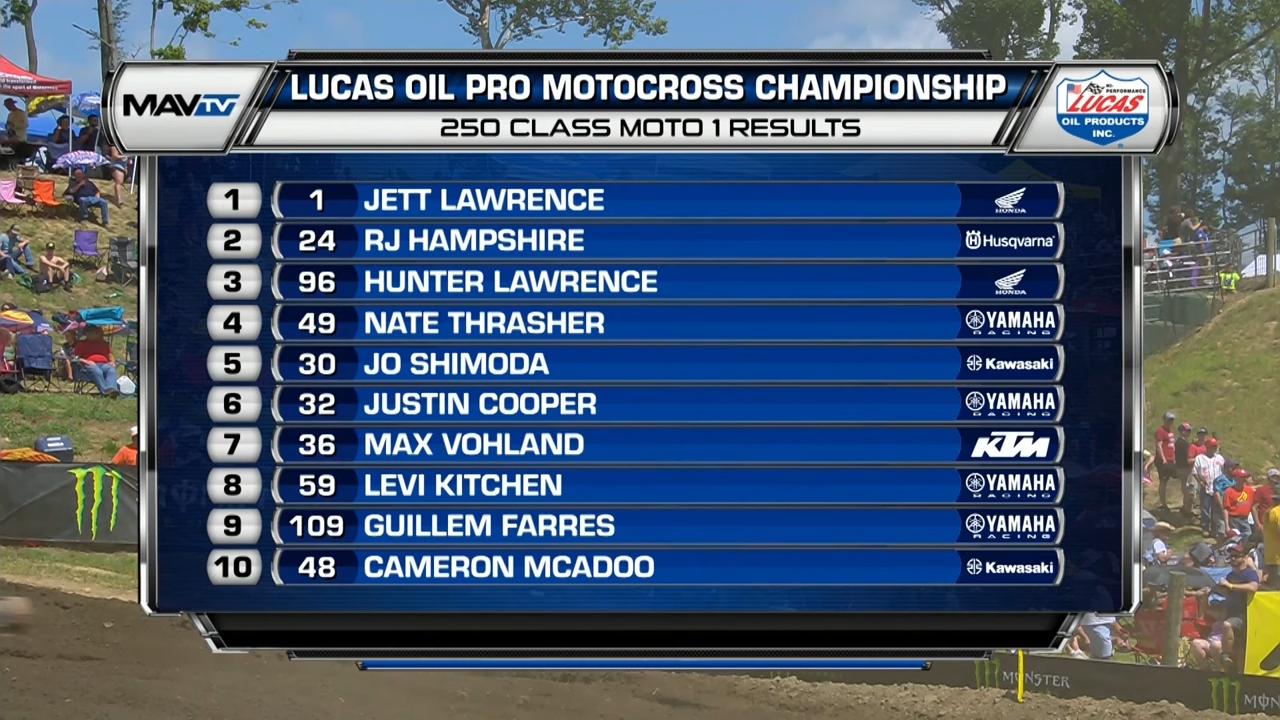 LUCAS OIL PRO MOTOCROSS CHAMPIONSHIP
MAVTV
HI-PERFORMANCE
LUCAS
OIL PRODUCTS
INC.
250 CLASS MOTO 1 RESULTS
1 1 JETT LAWRENCE HONDA
2 24 RJ HAMPSHIRE Husqvarna
3 96 HUNTER LAWRENCE HONDA
4 49 NATE THRASHER YAMAHA RACING
5 30 JO SHIMODA Kawasaki
6 32 JUSTIN COOPER YAMAHA RACING
7 36 MAX VOHLAND KTM
8 59 LEVI KITCHEN YAMAHA RACING
9 109 GUILLEM FARRES YAMAHA RACING
10 48 CAMERON MCADOO Kawasaki
MONSTER